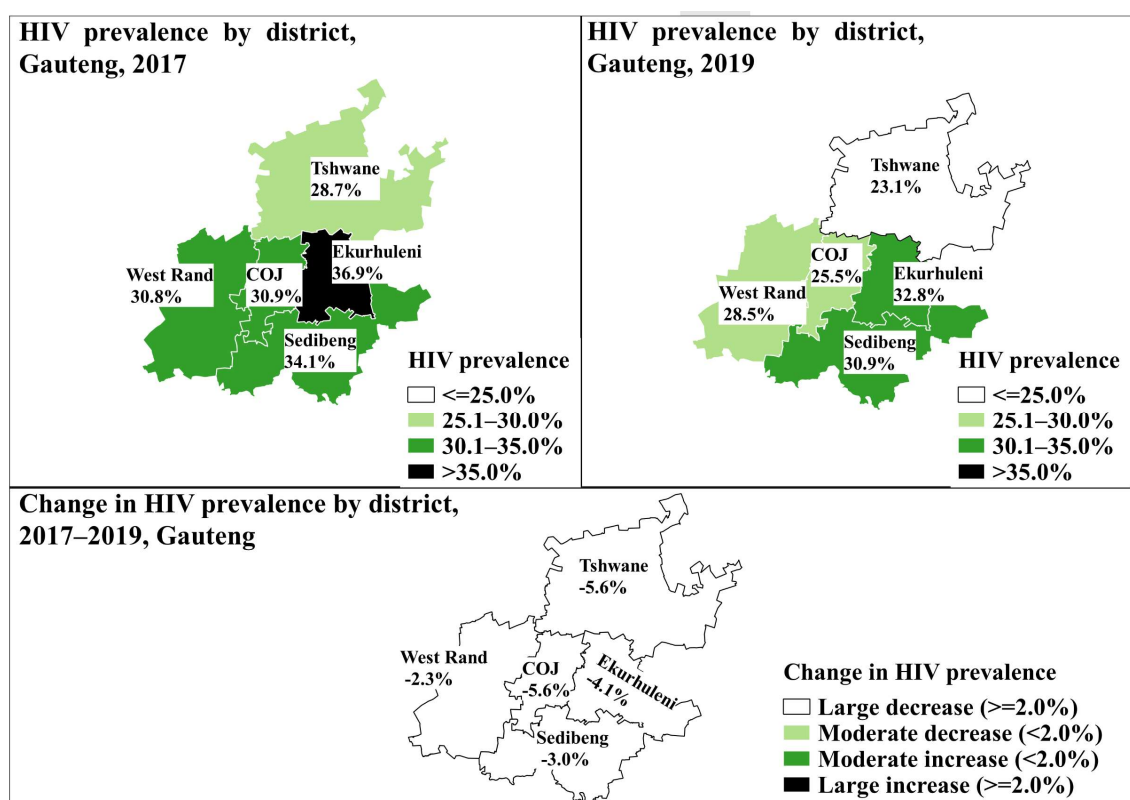 HIV prevalence by district,
Gauteng, 2017
Tshwane
28.7%
Ekurhuleni
36.9%
West Rand
30.8%
COJ
30.9%
Sedibeng
34.1%
HIV prevalence
<=25.0%
25.1–30.0%
30.1–35.0%
>35.0%
HIV prevalence by district,
Gauteng, 2019
Tshwane
23.1%
COJ
25.5%
Ekurhuleni
32.8%
West Rand
28.5%
Sedibeng
30.9%
HIV prevalence
<=25.0%
25.1–30.0%
30.1–35.0%
>35.0%
Change in HIV prevalence by district,
2017–2019, Gauteng
Tshwane
-5.6%
West Rand
-2.3%
COJ
-5.6%
Ekurhuleni
-4.1%
Sedibeng
-3.0%
Change in HIV prevalence
Large decrease (>=2.0%)
Moderate decrease (<2.0%)
Moderate increase (<2.0%)
Large increase (>=2.0%)